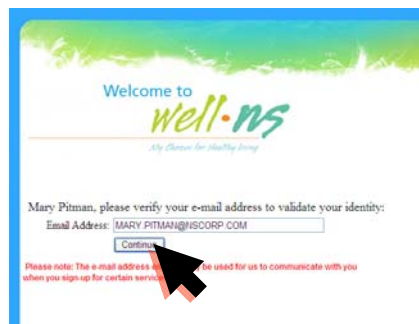 Welcome to
well•ns
My Choices for Healthy Living
Mary Pitman, please verify your e-mail address to validate your identity:
Email Address: MARY.PITMAN@NSCORP.COM
Continue
Please note: The e-mail address be used for us to communicate with you
when you sign-up for certain